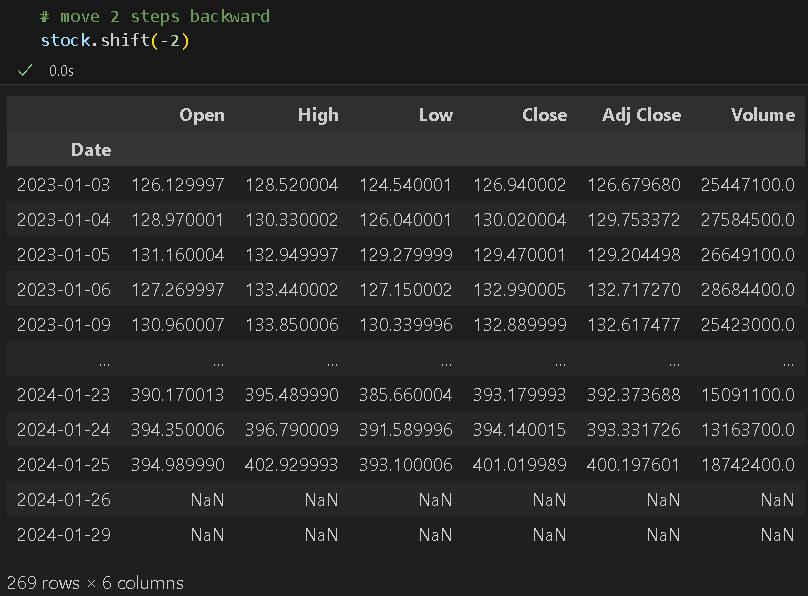 # move 2 steps backward
stock.shift(-2)
✓ 0.0s
Open High Low Close Adj Close Volume
Date
2023-01-03 126.129997 128.520004 124.540001 126.940002 126.679680 25447100.0
2023-01-04 128.970001 130.330002 126.040001 130.020004 129.753372 27584500.0
2023-01-05 131.160004 132.949997 129.279999 129.470001 129.204498 26649100.0
2023-01-06 127.269997 133.440002 127.150002 132.990005 132.717270 28684400.0
2023-01-09 130.960007 133.850006 130.339996 132.889999 132.617477 25423000.0
... ... ... ... ... ... ...
2024-01-23 390.170013 395.489990 385.660004 393.179993 392.373688 15091100.0
2024-01-24 394.350006 396.790009 391.589996 394.140015 393.331726 13163700.0
2024-01-25 394.989990 402.929993 393.100006 401.019989 400.197601 18742400.0
2024-01-26 NaN NaN NaN NaN NaN NaN
2024-01-29 NaN NaN NaN NaN NaN NaN
269 rows × 6 columns